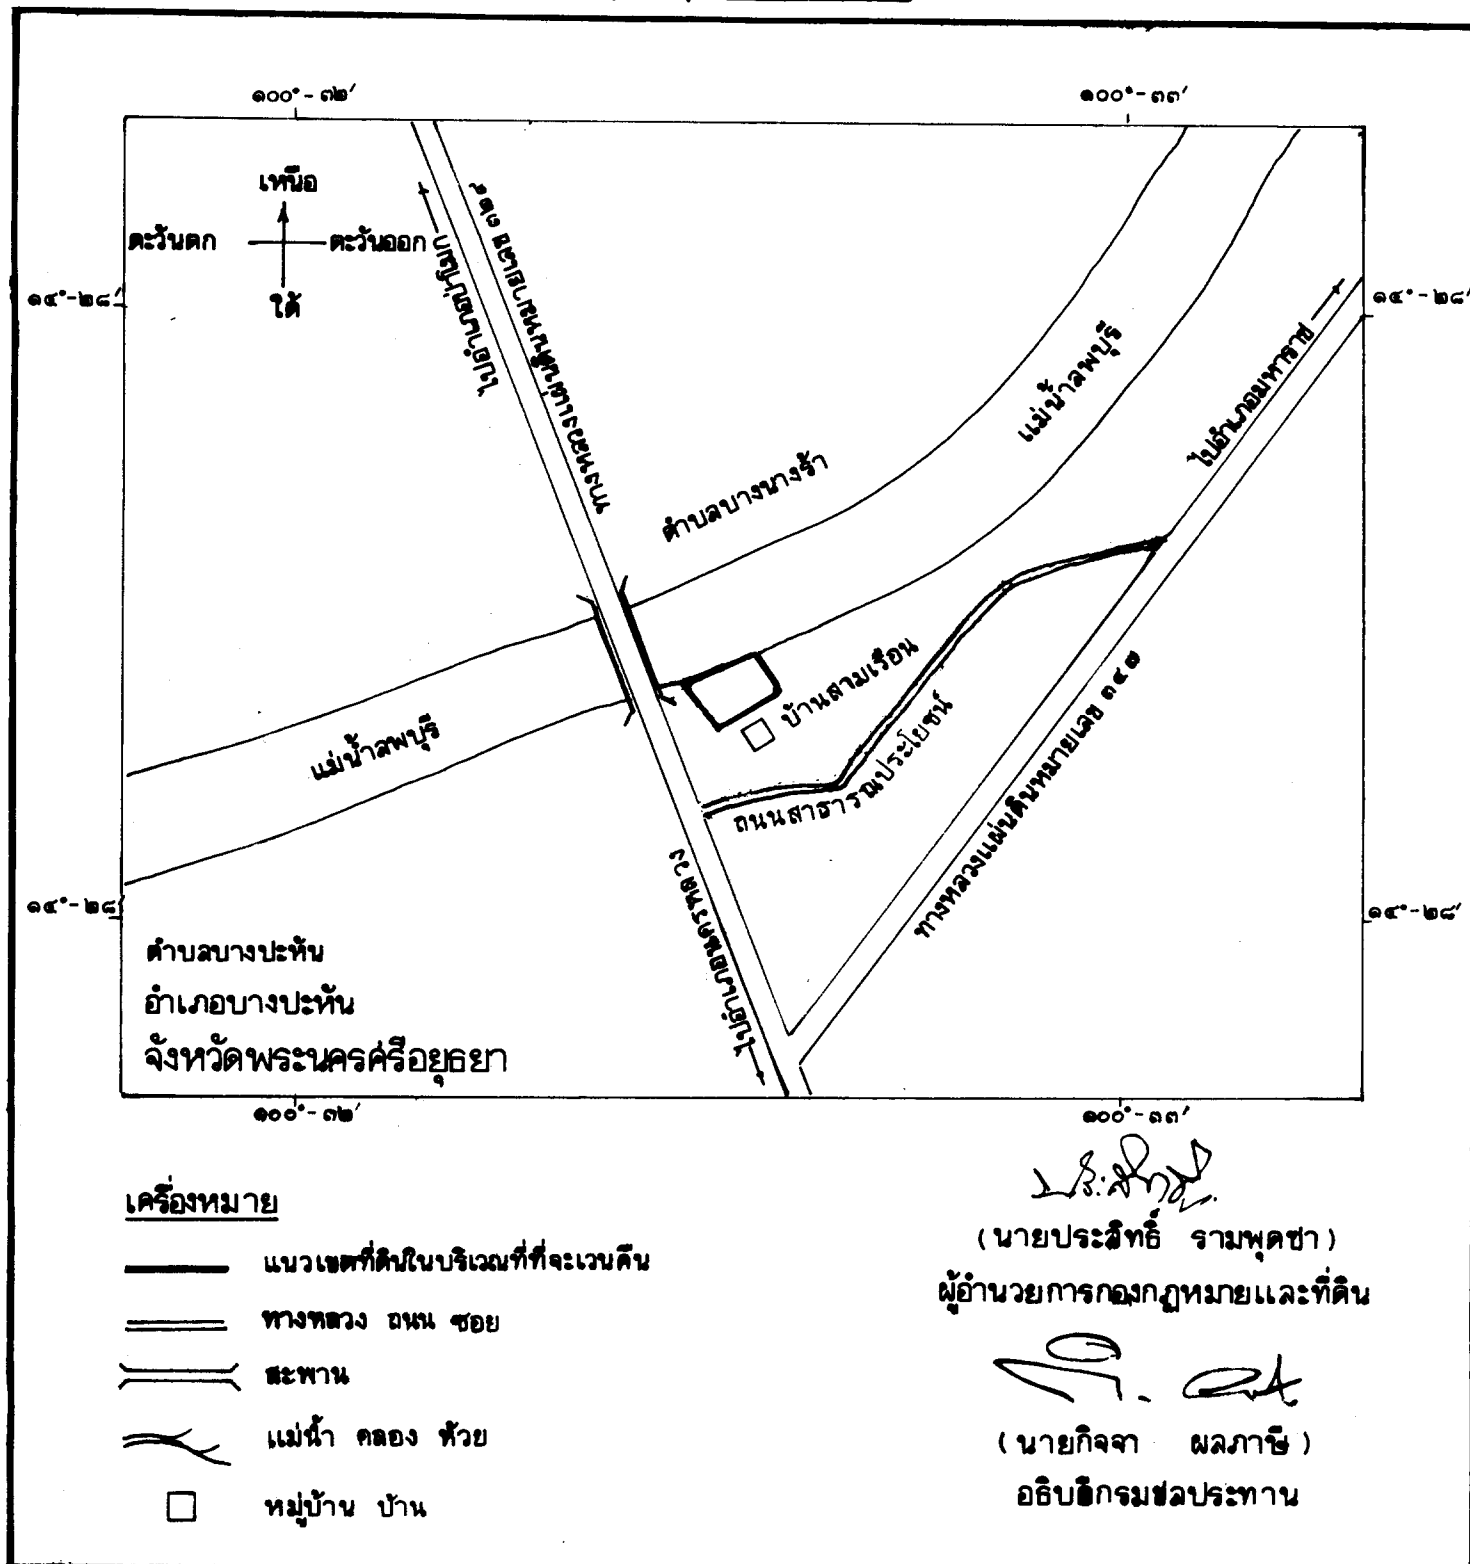 ๑๐๐°-๓๒′
๑๐๐°-๓๓′
เหนือ
ตะวันตก
ตะวันออก
ใต้
๑๔°-๒๘′
๑๔°-๒๘′
ไปอำเภอป่าโมก
ทางหลวงแผ่นดินหมายเลข ๓๒๙
แม่น้ำลพบุรี
ไปอำเภอมหาราช
ตำบลบางนางร้า
บ้านสามเรือน
แม่น้ำลพบุรี
ถนนสาธารณประโยชน์
ทางหลวงแผ่นดินหมายเลข ๓๔๗
ไปอำเภอนครหลวง
๑๔°-๒๘′
๑๔°-๒๘′
ตำบลบางปะหัน
อำเภอบางปะหัน
จังหวัดพระนครศรีอยุธยา
๑๐๐°-๓๒′
๑๐๐°-๓๓′
เครื่องหมาย
แนวเขตที่ดินในบริเวณที่ที่จะเวนคืน
ทางหลวง ถนน ซอย
สะพาน
แม่น้ำ คลอง ห้วย
หมู่บ้าน บ้าน
(นายประสิทธิ์ รามพุดซา)
ผู้อำนวยการกองกฎหมายและที่ดิน
(นายกิจจา ผลภาษี)
อธิบดีกรมชลประทาน